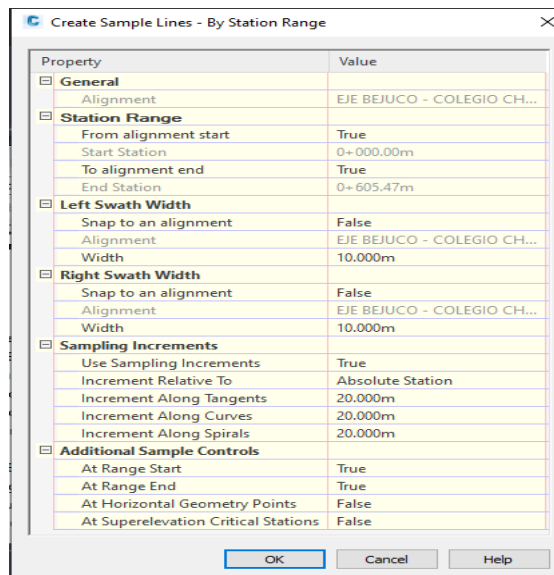 Create Sample Lines - By Station Range
Property Value
General
Alignment EJE BEJUCO - COLEGIO CH...
Station Range
From alignment start True
Start Station 0+000.00m
To alignment end True
End Station 0+605.47m
Left Swath Width
Snap to an alignment False
Alignment EJE BEJUCO - COLEGIO CH...
Width 10.000m
Right Swath Width
Snap to an alignment False
Alignment EJE BEJUCO - COLEGIO CH...
Width 10.000m
Sampling Increments
Use Sampling Increments True
Increment Relative To Absolute Station
Increment Along Tangents 20.000m
Increment Along Curves 20.000m
Increment Along Spirals 20.000m
Additional Sample Controls
At Range Start True
At Range End True
At Horizontal Geometry Points False
At Superelevation Critical Stations False
OK Cancel Help